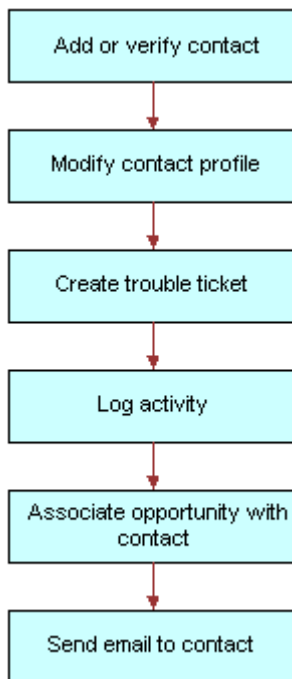 Add or verify contact
Modify contact profile
Create trouble ticket
Log activity
Associate opportunity with
contact
Send email to contact